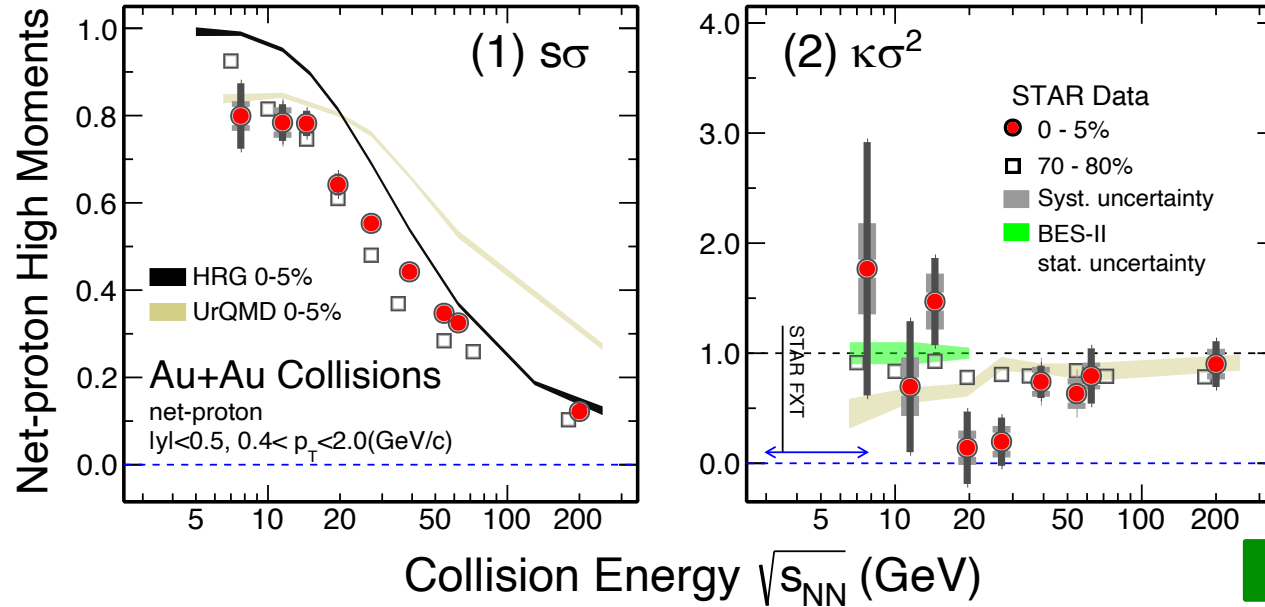 Net-proton High Moments
1.0
0.8
0.6
0.4
0.2
0.0
(1) sσ
HRG 0-5%
UrQMD 0-5%
Au+Au Collisions
net-proton
|y|<0.5, 0.4< p_T<2.0(GeV/c)
5 10 20 50 100 200
4.0
3.0
2.0
1.0
0.0
(2) κσ²
STAR Data
0 - 5%
70 - 80%
Syst. uncertainty
BES-II
stat. uncertainty
STAR FXT
5 10 20 50 100 200
Collision Energy √s_NN (GeV)